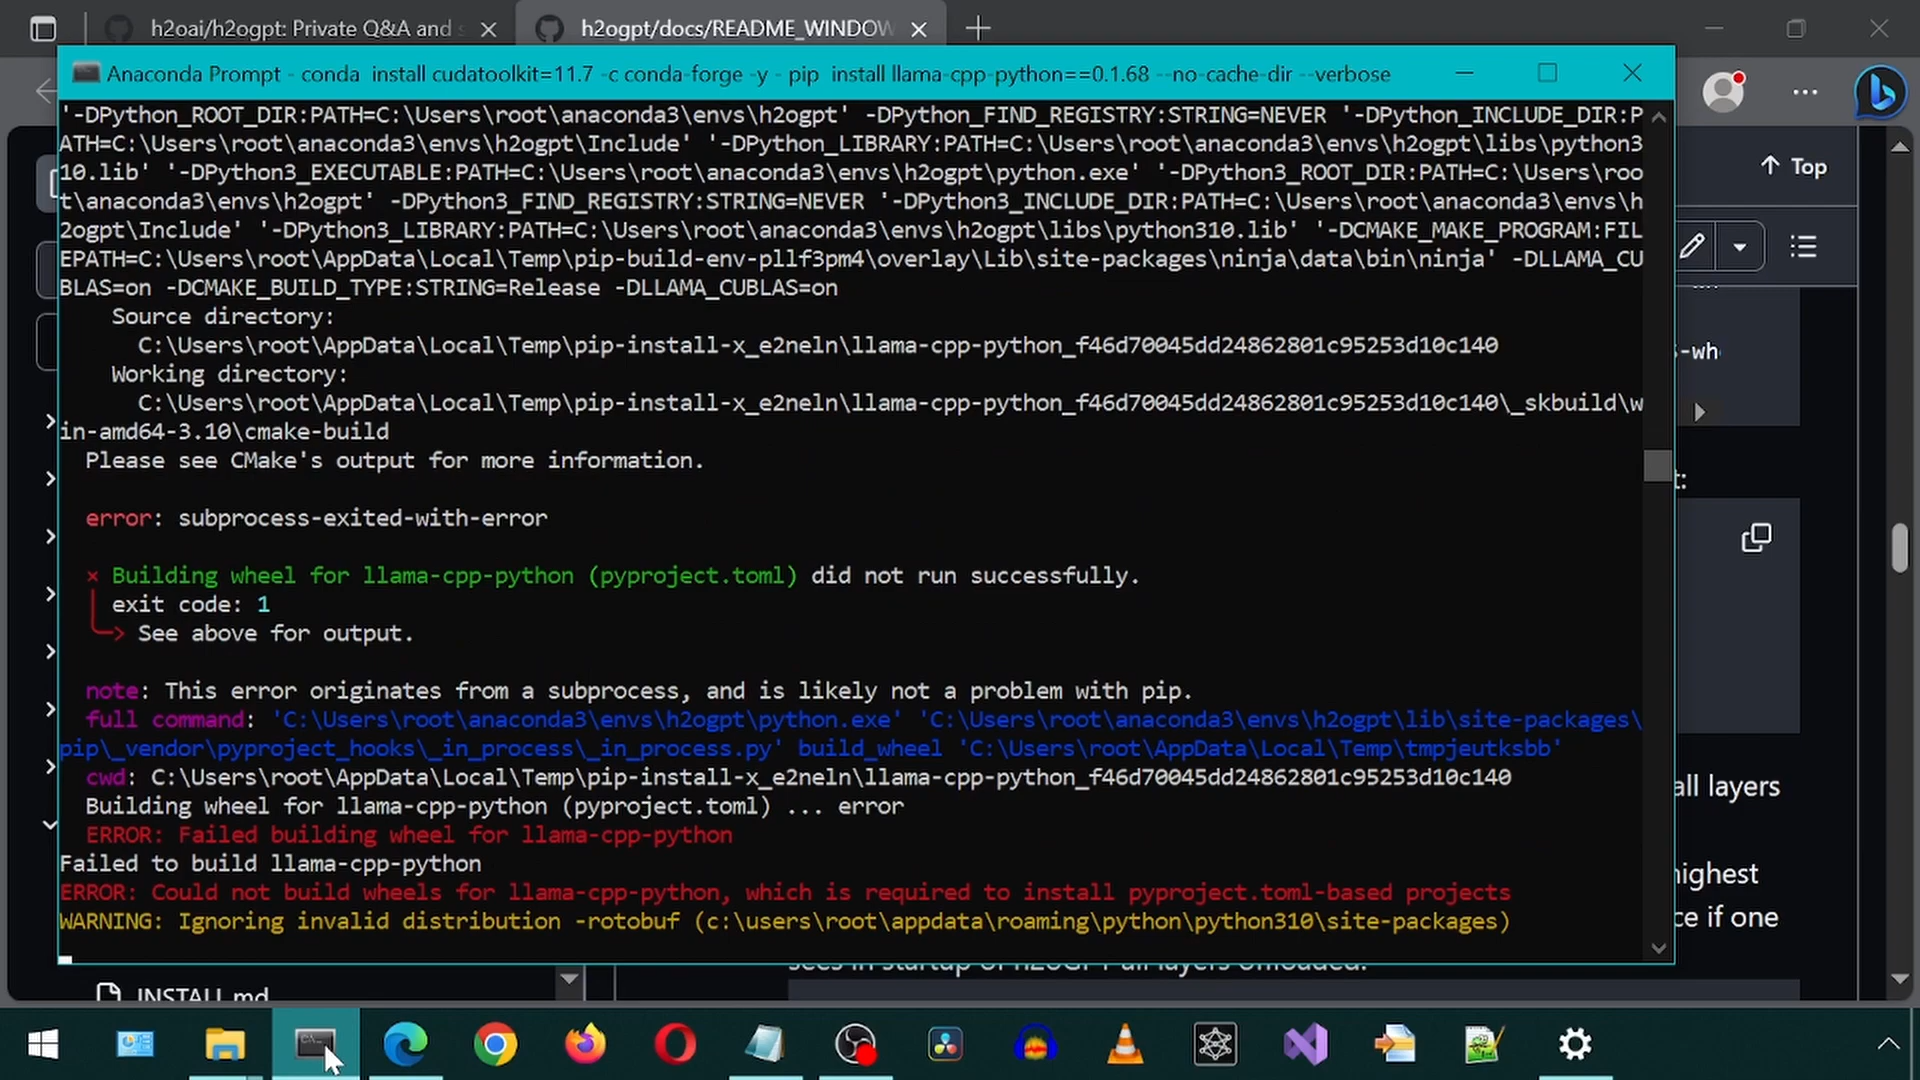 h2oai/h2ogpt: Private Q&A and s
h2ogpt/docs/README_WINDOW
Anaconda Prompt - conda  install cudatoolkit=11.7 -c conda-forge -y - pip  install llama-cpp-python==0.1.68 --no-cache-dir --verbose
'-DPython_ROOT_DIR:PATH=C:\Users\root\anaconda3\envs\h2ogpt' -DPython_FIND_REGISTRY:STRING=NEVER '-DPython_INCLUDE_DIR:P
ATH=C:\Users\root\anaconda3\envs\h2ogpt\Include' '-DPython_LIBRARY:PATH=C:\Users\root\anaconda3\envs\h2ogpt\libs\python3
10.lib' '-DPython3_EXECUTABLE:PATH=C:\Users\root\anaconda3\envs\h2ogpt\python.exe' '-DPython3_ROOT_DIR:PATH=C:\Users\roo
t\anaconda3\envs\h2ogpt' -DPython3_FIND_REGISTRY:STRING=NEVER '-DPython3_INCLUDE_DIR:PATH=C:\Users\root\anaconda3\envs\h
2ogpt\Include' '-DPython3_LIBRARY:PATH=C:\Users\root\anaconda3\envs\h2ogpt\libs\python310.lib' '-DCMAKE_MAKE_PROGRAM:FIL
EPATH=C:\Users\root\AppData\Local\Temp\pip-build-env-pllf3pm4\overlay\Lib\site-packages\ninja\data\bin\ninja' -DLLAMA_CU
BLAS=on -DCMAKE_BUILD_TYPE:STRING=Release -DLLAMA_CUBLAS=on
Source directory:
C:\Users\root\AppData\Local\Temp\pip-install-x_e2neln\llama-cpp-python_f46d70045dd24862801c95253d10c140
Working directory:
C:\Users\root\AppData\Local\Temp\pip-install-x_e2neln\llama-cpp-python_f46d70045dd24862801c95253d10c140\_skbuild\w
in-amd64-3.10\cmake-build
Please see CMake's output for more information.
error: subprocess-exited-with-error
× Building wheel for llama-cpp-python (pyproject.toml) did not run successfully.
exit code: 1
See above for output.
note: This error originates from a subprocess, and is likely not a problem with pip.
full command: 'C:\Users\root\anaconda3\envs\h2ogpt\python.exe' 'C:\Users\root\anaconda3\envs\h2ogpt\lib\site-packages\
pip\_vendor\pyproject_hooks\_in_process\_in_process.py' build_wheel 'C:\Users\root\AppData\Local\Temp\tmpjeutksbb'
cwd: C:\Users\root\AppData\Local\Temp\pip-install-x_e2neln\llama-cpp-python_f46d70045dd24862801c95253d10c140
Building wheel for llama-cpp-python (pyproject.toml) ... error
ERROR: Failed building wheel for llama-cpp-python
Failed to build llama-cpp-python
ERROR: Could not build wheels for llama-cpp-python, which is required to install pyproject.toml-based projects
WARNING: Ignoring invalid distribution -rotobuf (c:\users\root\appdata\roaming\python\python310\site-packages)
Top
-wh
t:
all layers
highest
ce if one
sees in startup of h2oGPT all layers offloaded.
INSTALL.md